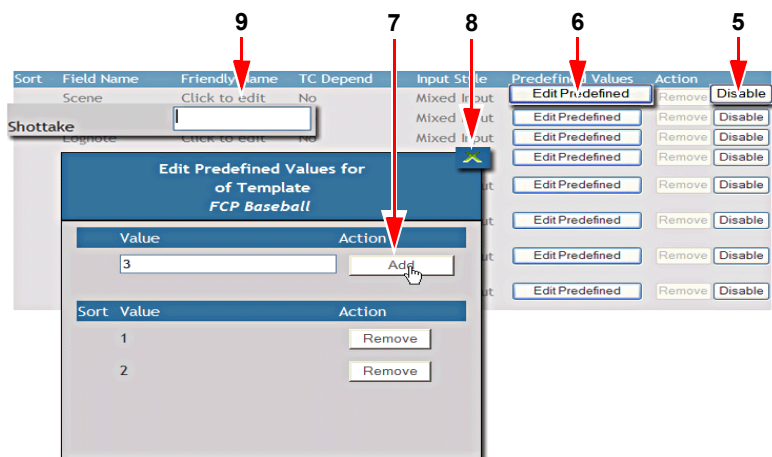 9 7 8 6 5
Sort Field Name Friendly Name TC Depend Input Style Predefined Values Action
Scene Click to edit No Mixed Input Edit Predefined Remove Disable
Shottake Mixed Input Edit Predefined Remove Disable
Lognote Click to edit No Mixed Input Edit Predefined Remove Disable
Edit Predefined Remove Disable
Edit Predefined Values for
of Template
FCP Baseball
ut Edit Predefined Remove Disable
ut Edit Predefined Remove Disable
Value Action
3 Add
ut Edit Predefined Remove Disable
ut Edit Predefined Remove Disable
Sort Value Action
1 Remove
2 Remove